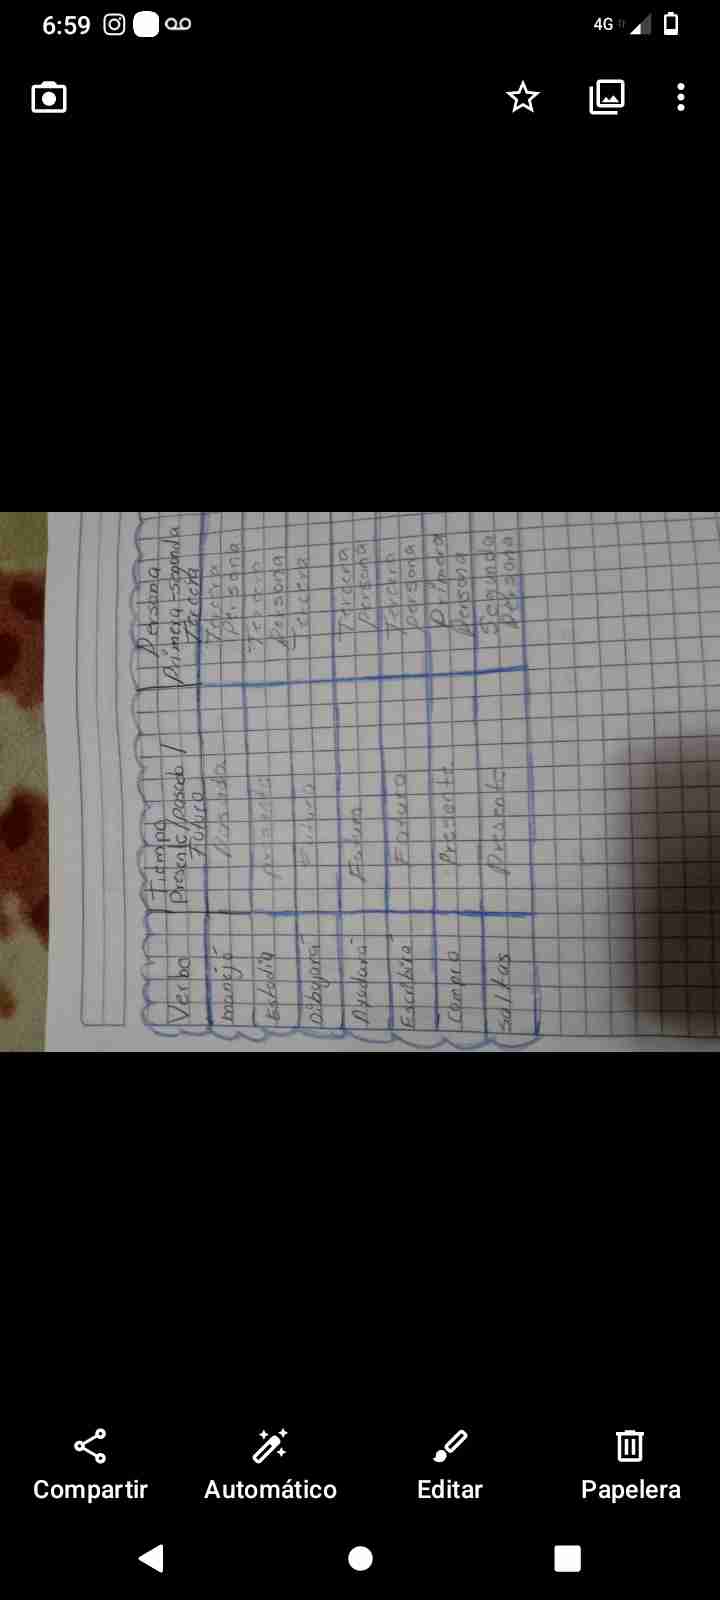 6:59
4G
Verbo
Tiempo
Presente/pasado/
Futuro
Persona
Primera-segunda
Tercera
manejó
Pasada
Tercera
persona
Estudia
presente
Tercera
Persona
Dibujará
Futuro
Tercera
Ayudará
Futuro
Tercera
persona
Escribirá
Futuro
Tercera
persona
Compro
Presente
Primera
Persona
saltas
Presente
Segunda
Persona
Compartir
Automático
Editar
Papelera